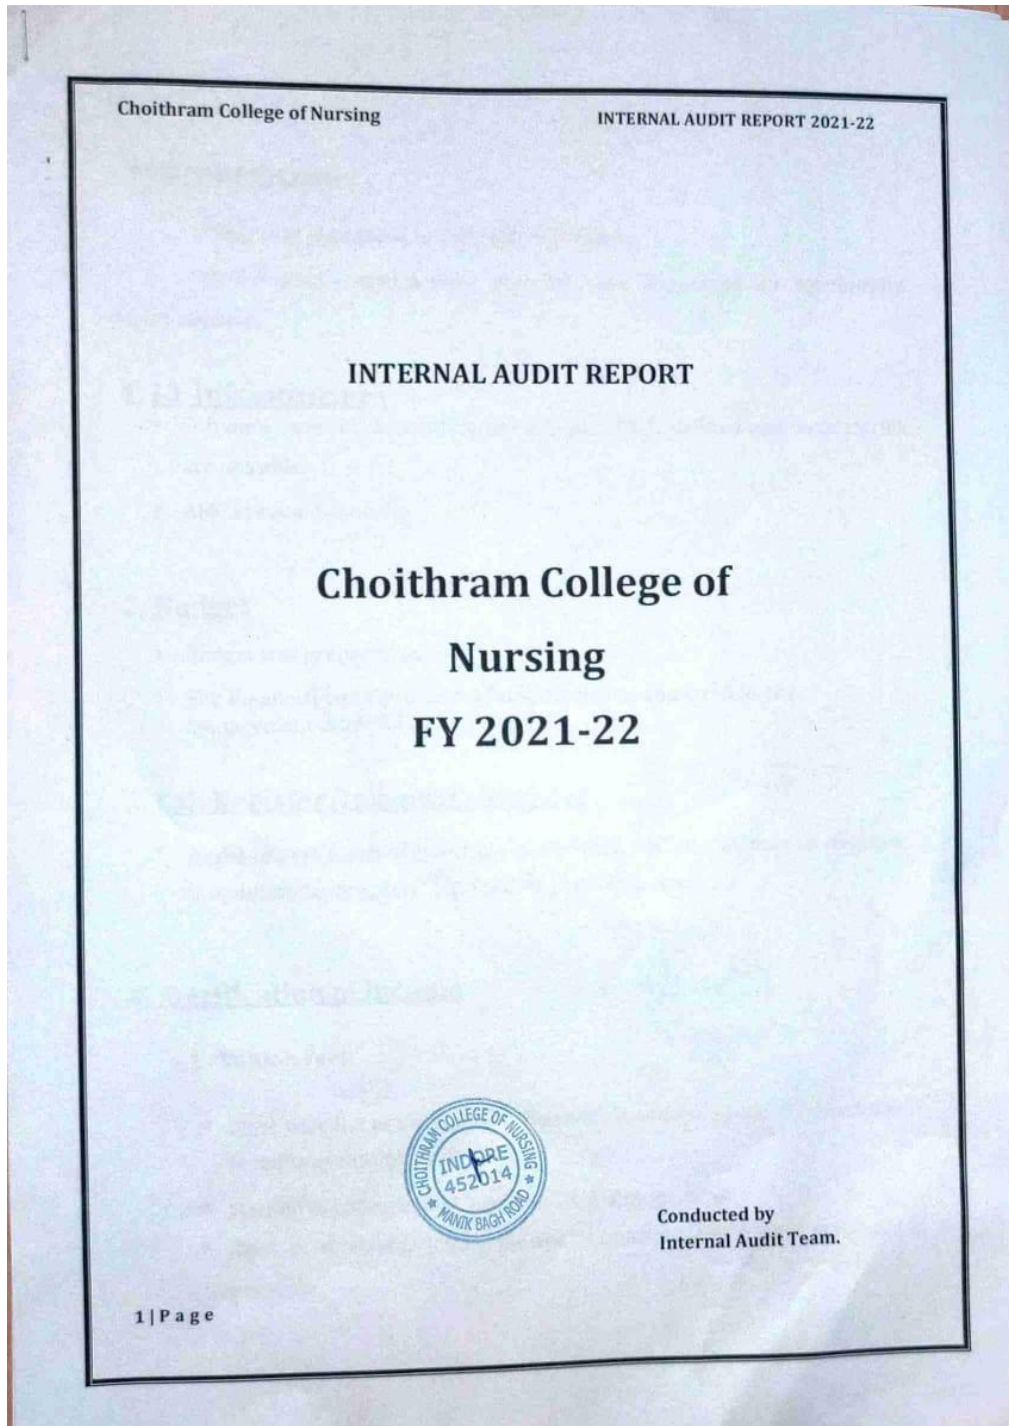 Choithram College of Nursing
INTERNAL AUDIT REPORT 2021-22
INTERNAL AUDIT REPORT
Choithram College of
Nursing
FY 2021-22
CHOITHRAM COLLEGE OF NURSING
INDORE
452014
★ MANIK BAGH ROAD ★
Conducted by
Internal Audit Team.
1|Page